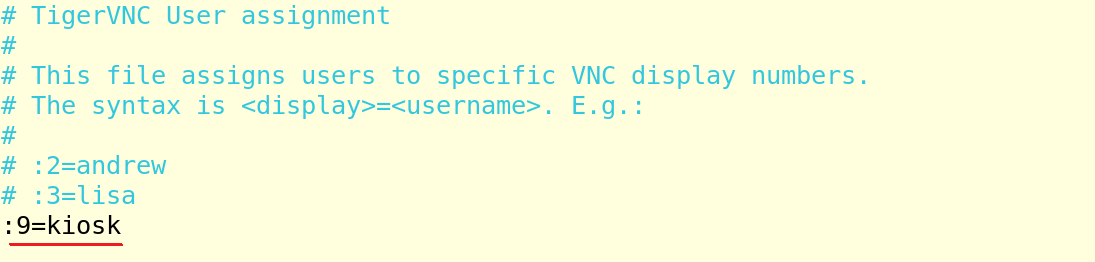 # TigerVNC User assignment
#
# This file assigns users to specific VNC display numbers.
# The syntax is <display>=<username>. E.g.:
#
# :2=andrew
# :3=lisa
:9=kiosk